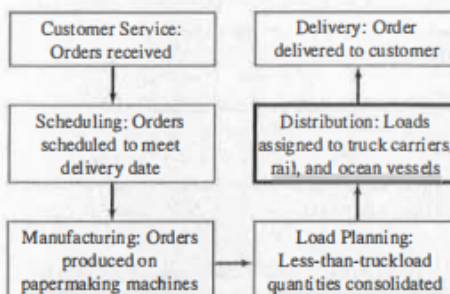 Customer Service:
Orders received
Scheduling: Orders
scheduled to meet
delivery date
Manufacturing: Orders
produced on
papermaking machines
Load Planning:
Less-than-truckload
quantities consolidated
Distribution: Loads
assigned to truck carriers,
rail, and ocean vessels
Delivery: Order
delivered to customer